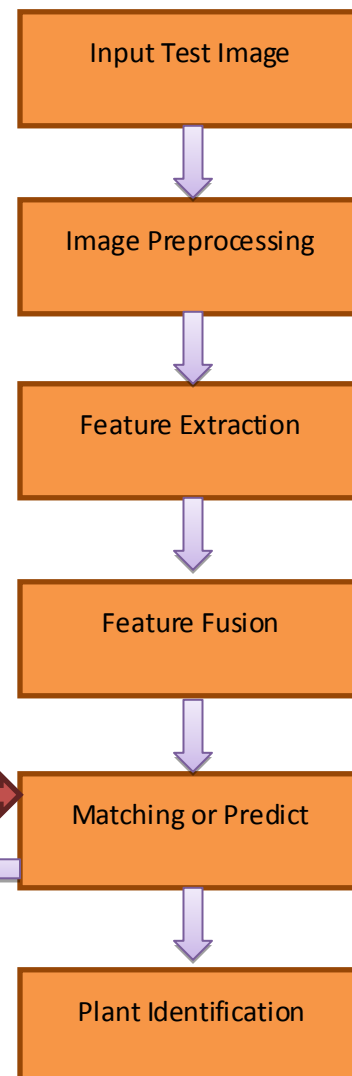 Input Test Image
Image Preprocessing
Feature Extraction
Feature Fusion
Matching or Predict
Plant Identification